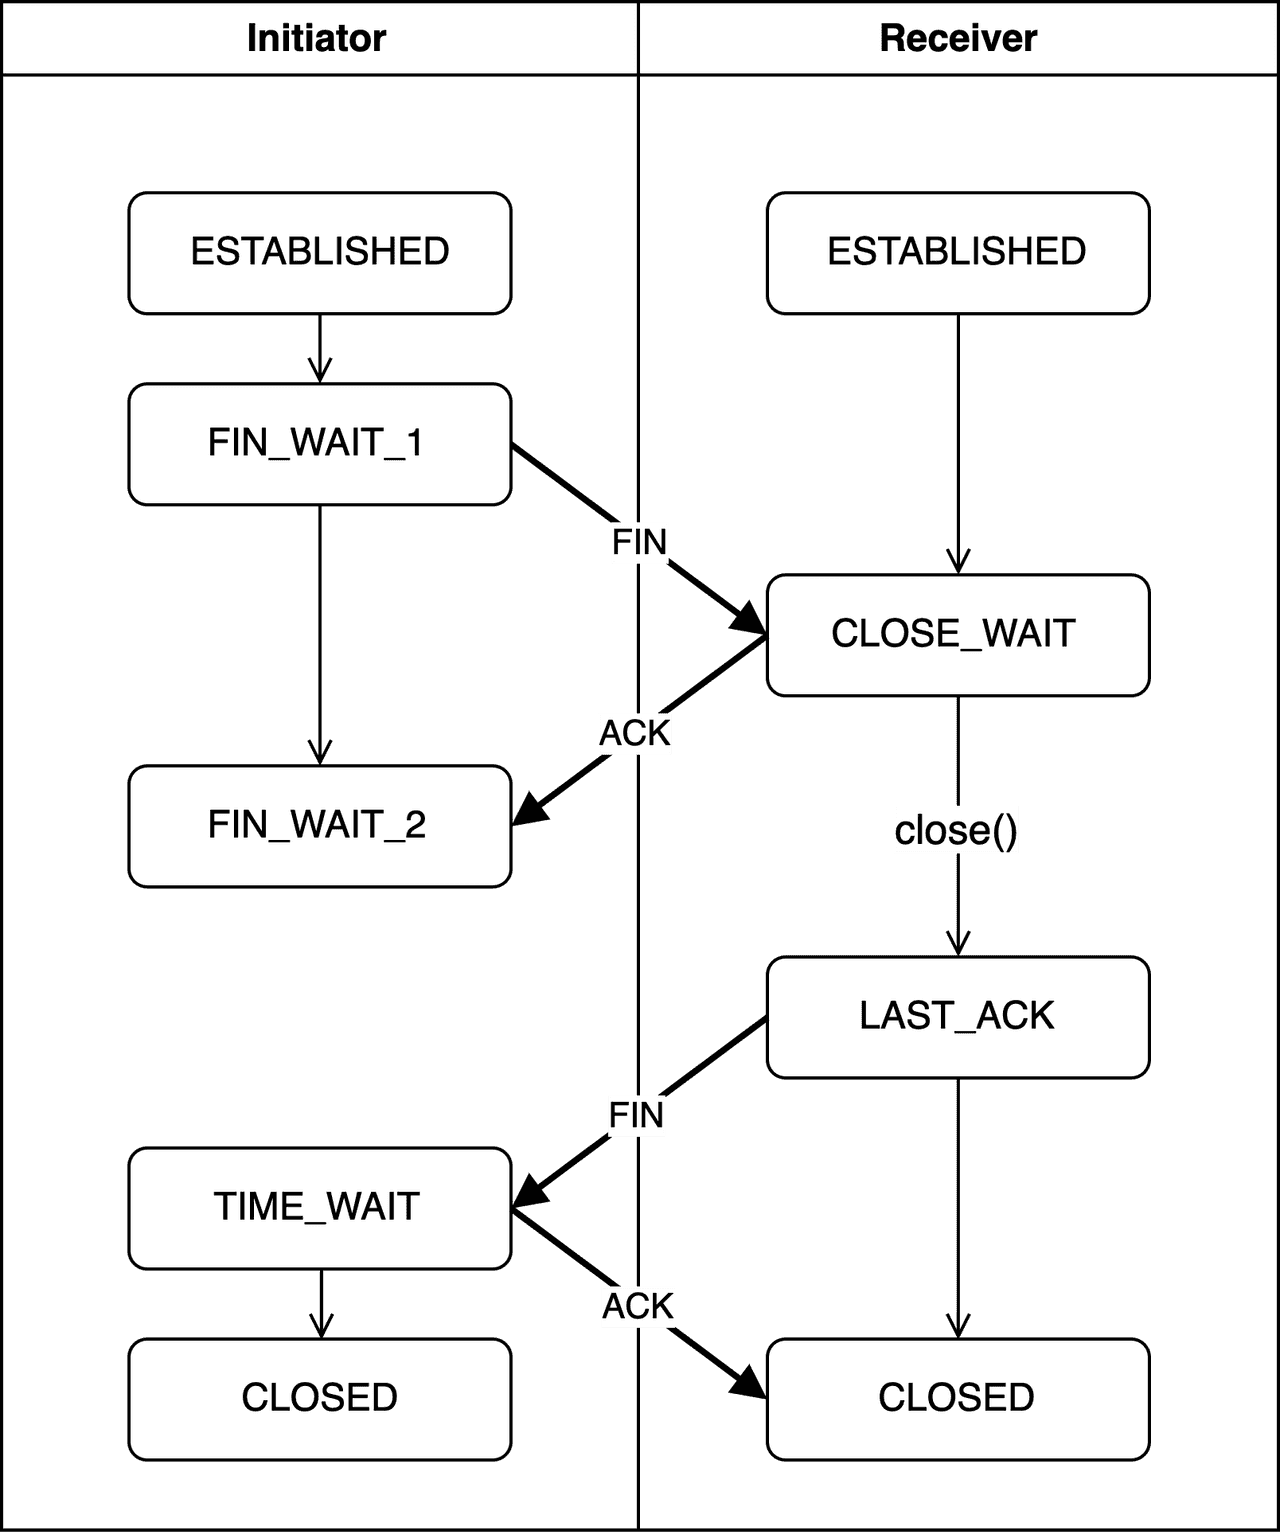 Initiator
Receiver
ESTABLISHED
ESTABLISHED
FIN_WAIT_1
FIN
CLOSE_WAIT
ACK
FIN_WAIT_2
close()
LAST_ACK
FIN
TIME_WAIT
ACK
CLOSED
CLOSED